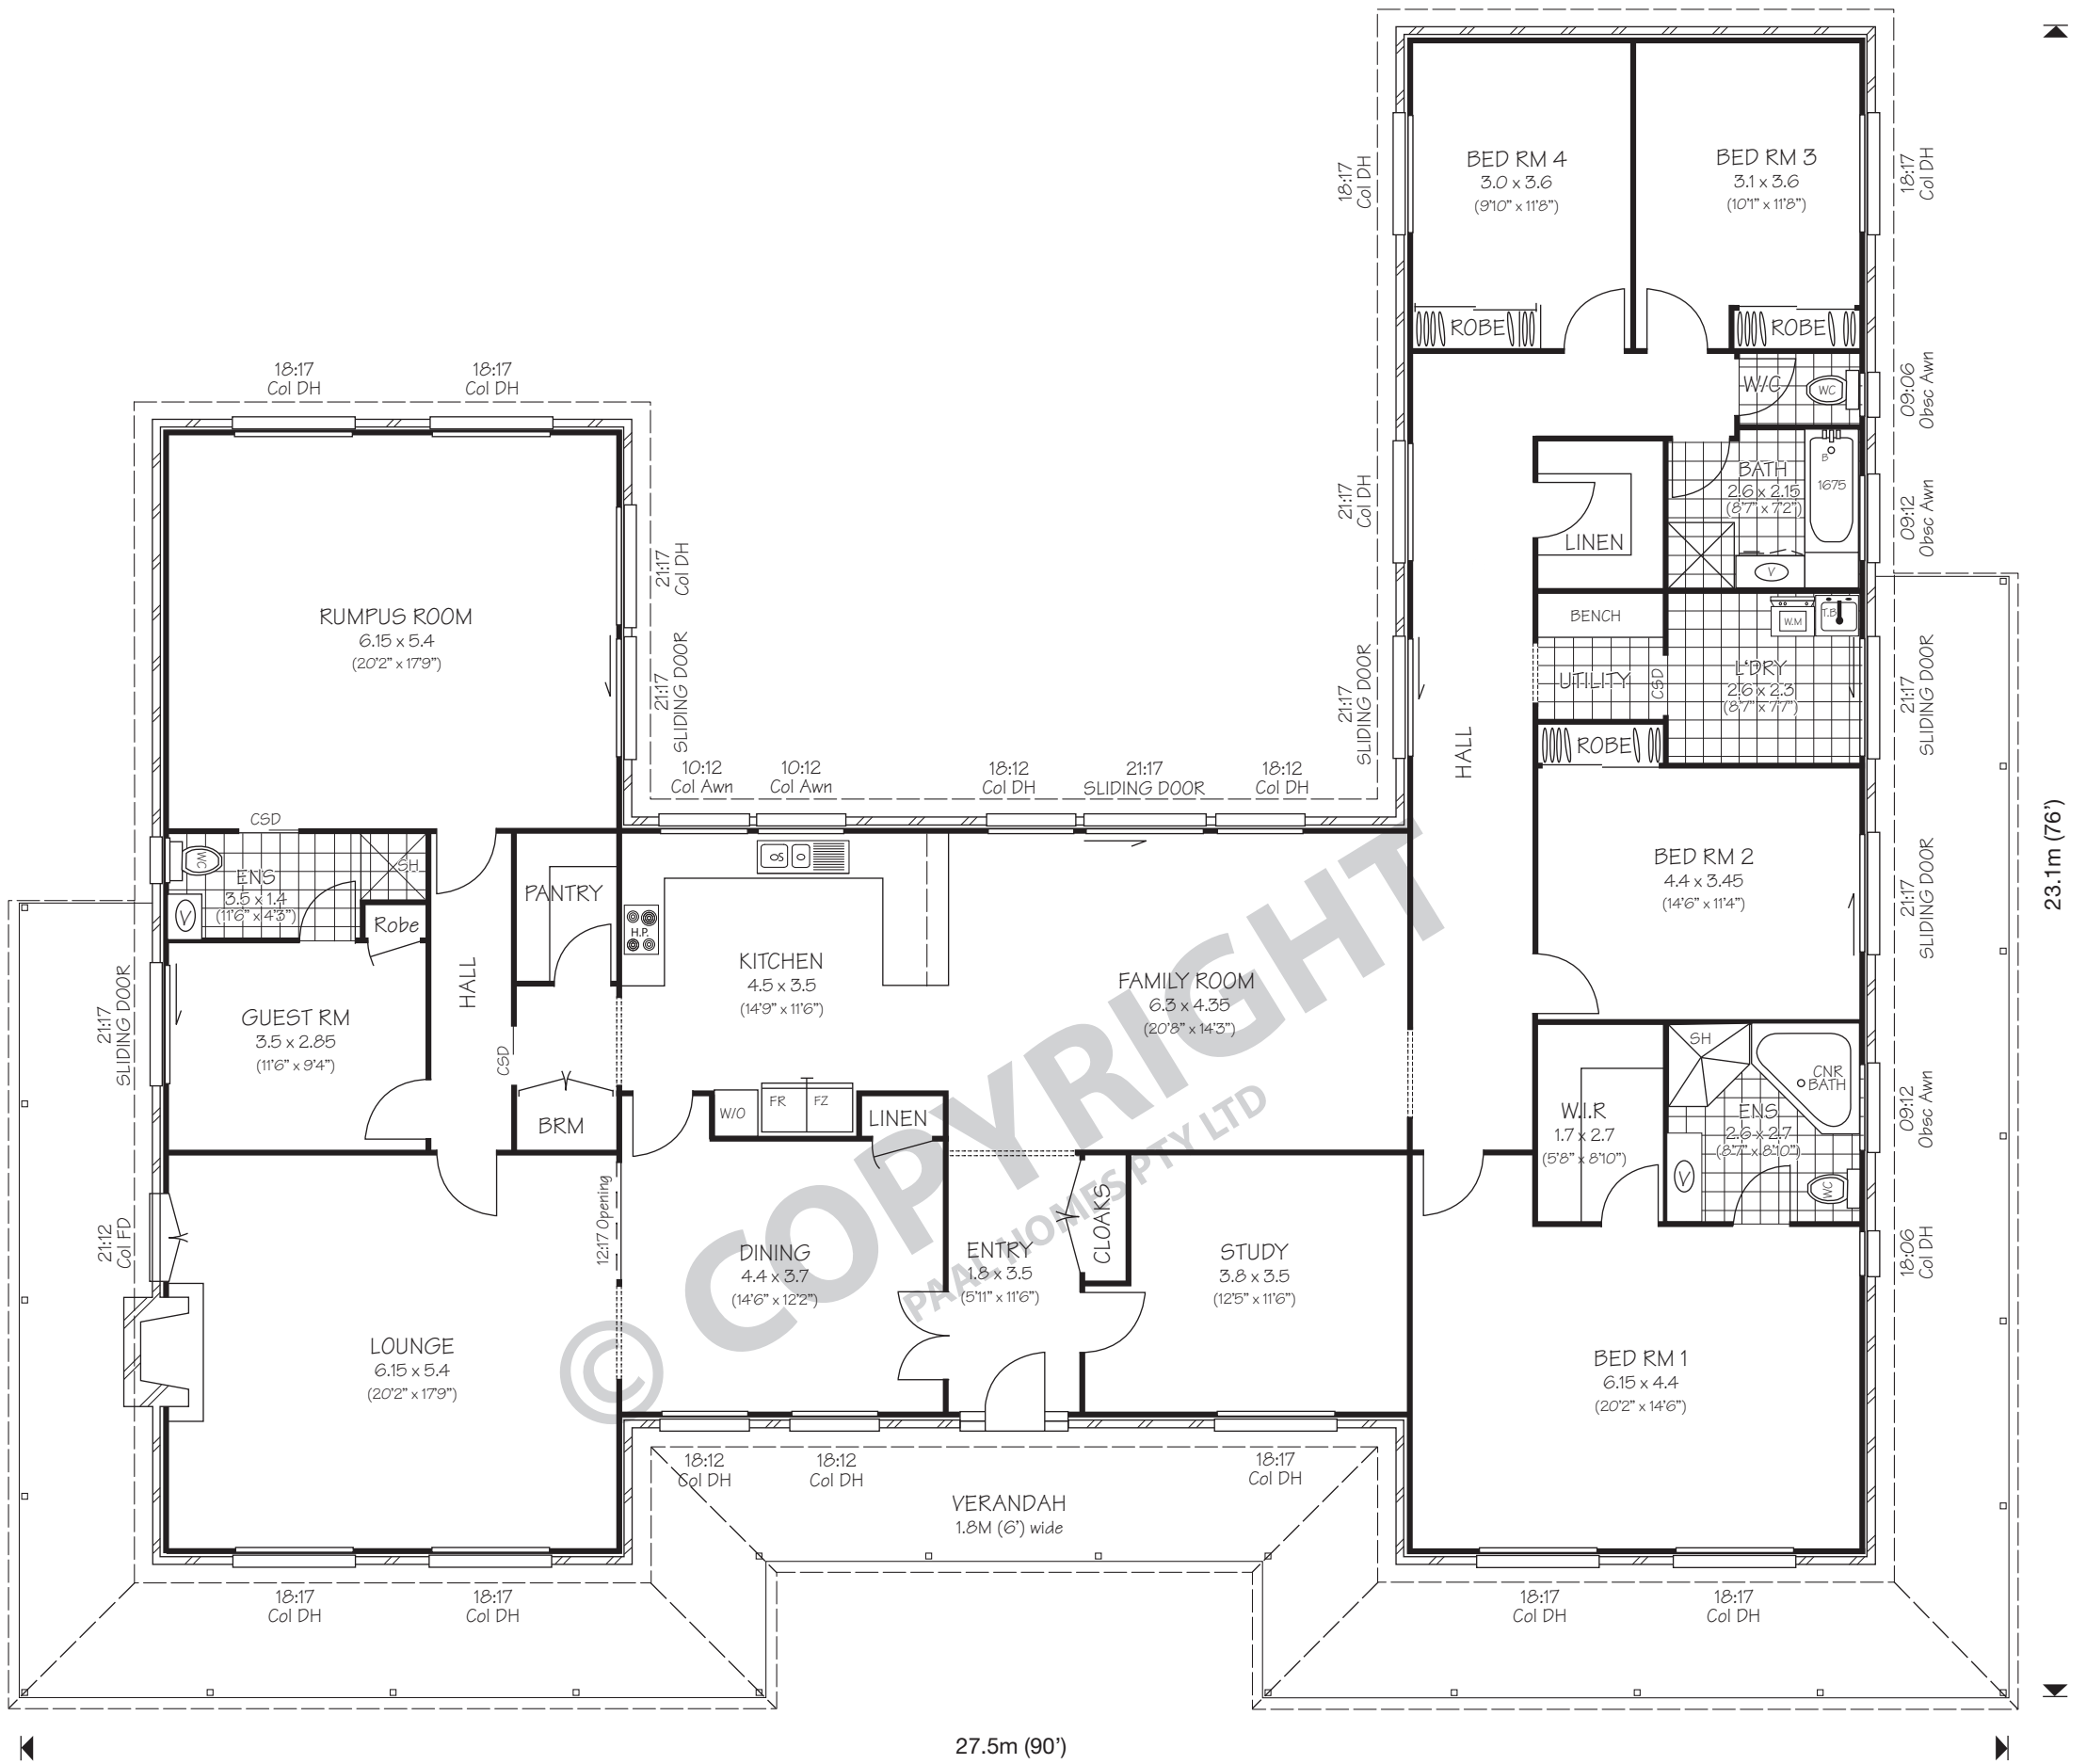 BED RM 4
3.0 x 3.6
(9'10" x 11'8")
BED RM 3
3.1 x 3.6
(10'1" x 11'8")
18:17
Col DH
18:17
Col DH
ROBE
ROBE
W/C
WC
09:06
Obsc Awn
18:17
Col DH
18:17
Col DH
BATH
2.6 x 2.15
(8'7" x 7'2")
B
1675
V
09:12
Obsc Awn
21:17
Col DH
LINEN
RUMPUS ROOM
6.15 x 5.4
(20'2" x 17'9")
21:17
Col DH
21:17
SLIDING DOOR
21:17
SLIDING DOOR
BENCH
UTILITY
CSD
W.M
T.B
L'DRY
2.6 x 2.3
(8'7" x 7'7")
21:17
SLIDING DOOR
HALL
ROBE
10:12
Col Awn
10:12
Col Awn
18:12
Col DH
21:17
SLIDING DOOR
18:12
Col DH
CSD
WC
ENS
3.5 x 1.4
(11'6" x 4'3")
SH
V
Robe
PANTRY
OS
O
H.P.
KITCHEN
4.5 x 3.5
(14'9" x 11'6")
FAMILY ROOM
6.3 x 4.35
(20'8" x 14'3")
BED RM 2
4.4 x 3.45
(14'6" x 11'4")
21:17
SLIDING DOOR
23.1m (76')
HALL
21:17
SLIDING DOOR
GUEST RM
3.5 x 2.85
(11'6" x 9'4")
CSD
BRM
W/O
FR
FZ
LINEN
SH
CNR
BATH
W.I.R
1.7 x 2.7
(5'8" x 8'10")
ENS
2.6 x 2.7
(8'7" x 8'10")
V
WC
09:12
Obsc Awn
21:12
Col FD
12:17 Opening
DINING
4.4 x 3.7
(14'6" x 12'2")
ENTRY
1.8 x 3.5
(5'11" x 11'6")
CLOAKS
STUDY
3.8 x 3.5
(12'5" x 11'6")
18:06
Col DH
LOUNGE
6.15 x 5.4
(20'2" x 17'9")
BED RM 1
6.15 x 4.4
(20'2" x 14'6")
© COPYRIGHT
PAAL HOMES PTY LTD
18:12
Col DH
18:12
Col DH
18:17
Col DH
VERANDAH
1.8M (6') wide
18:17
Col DH
18:17
Col DH
18:17
Col DH
18:17
Col DH
27.5m (90')